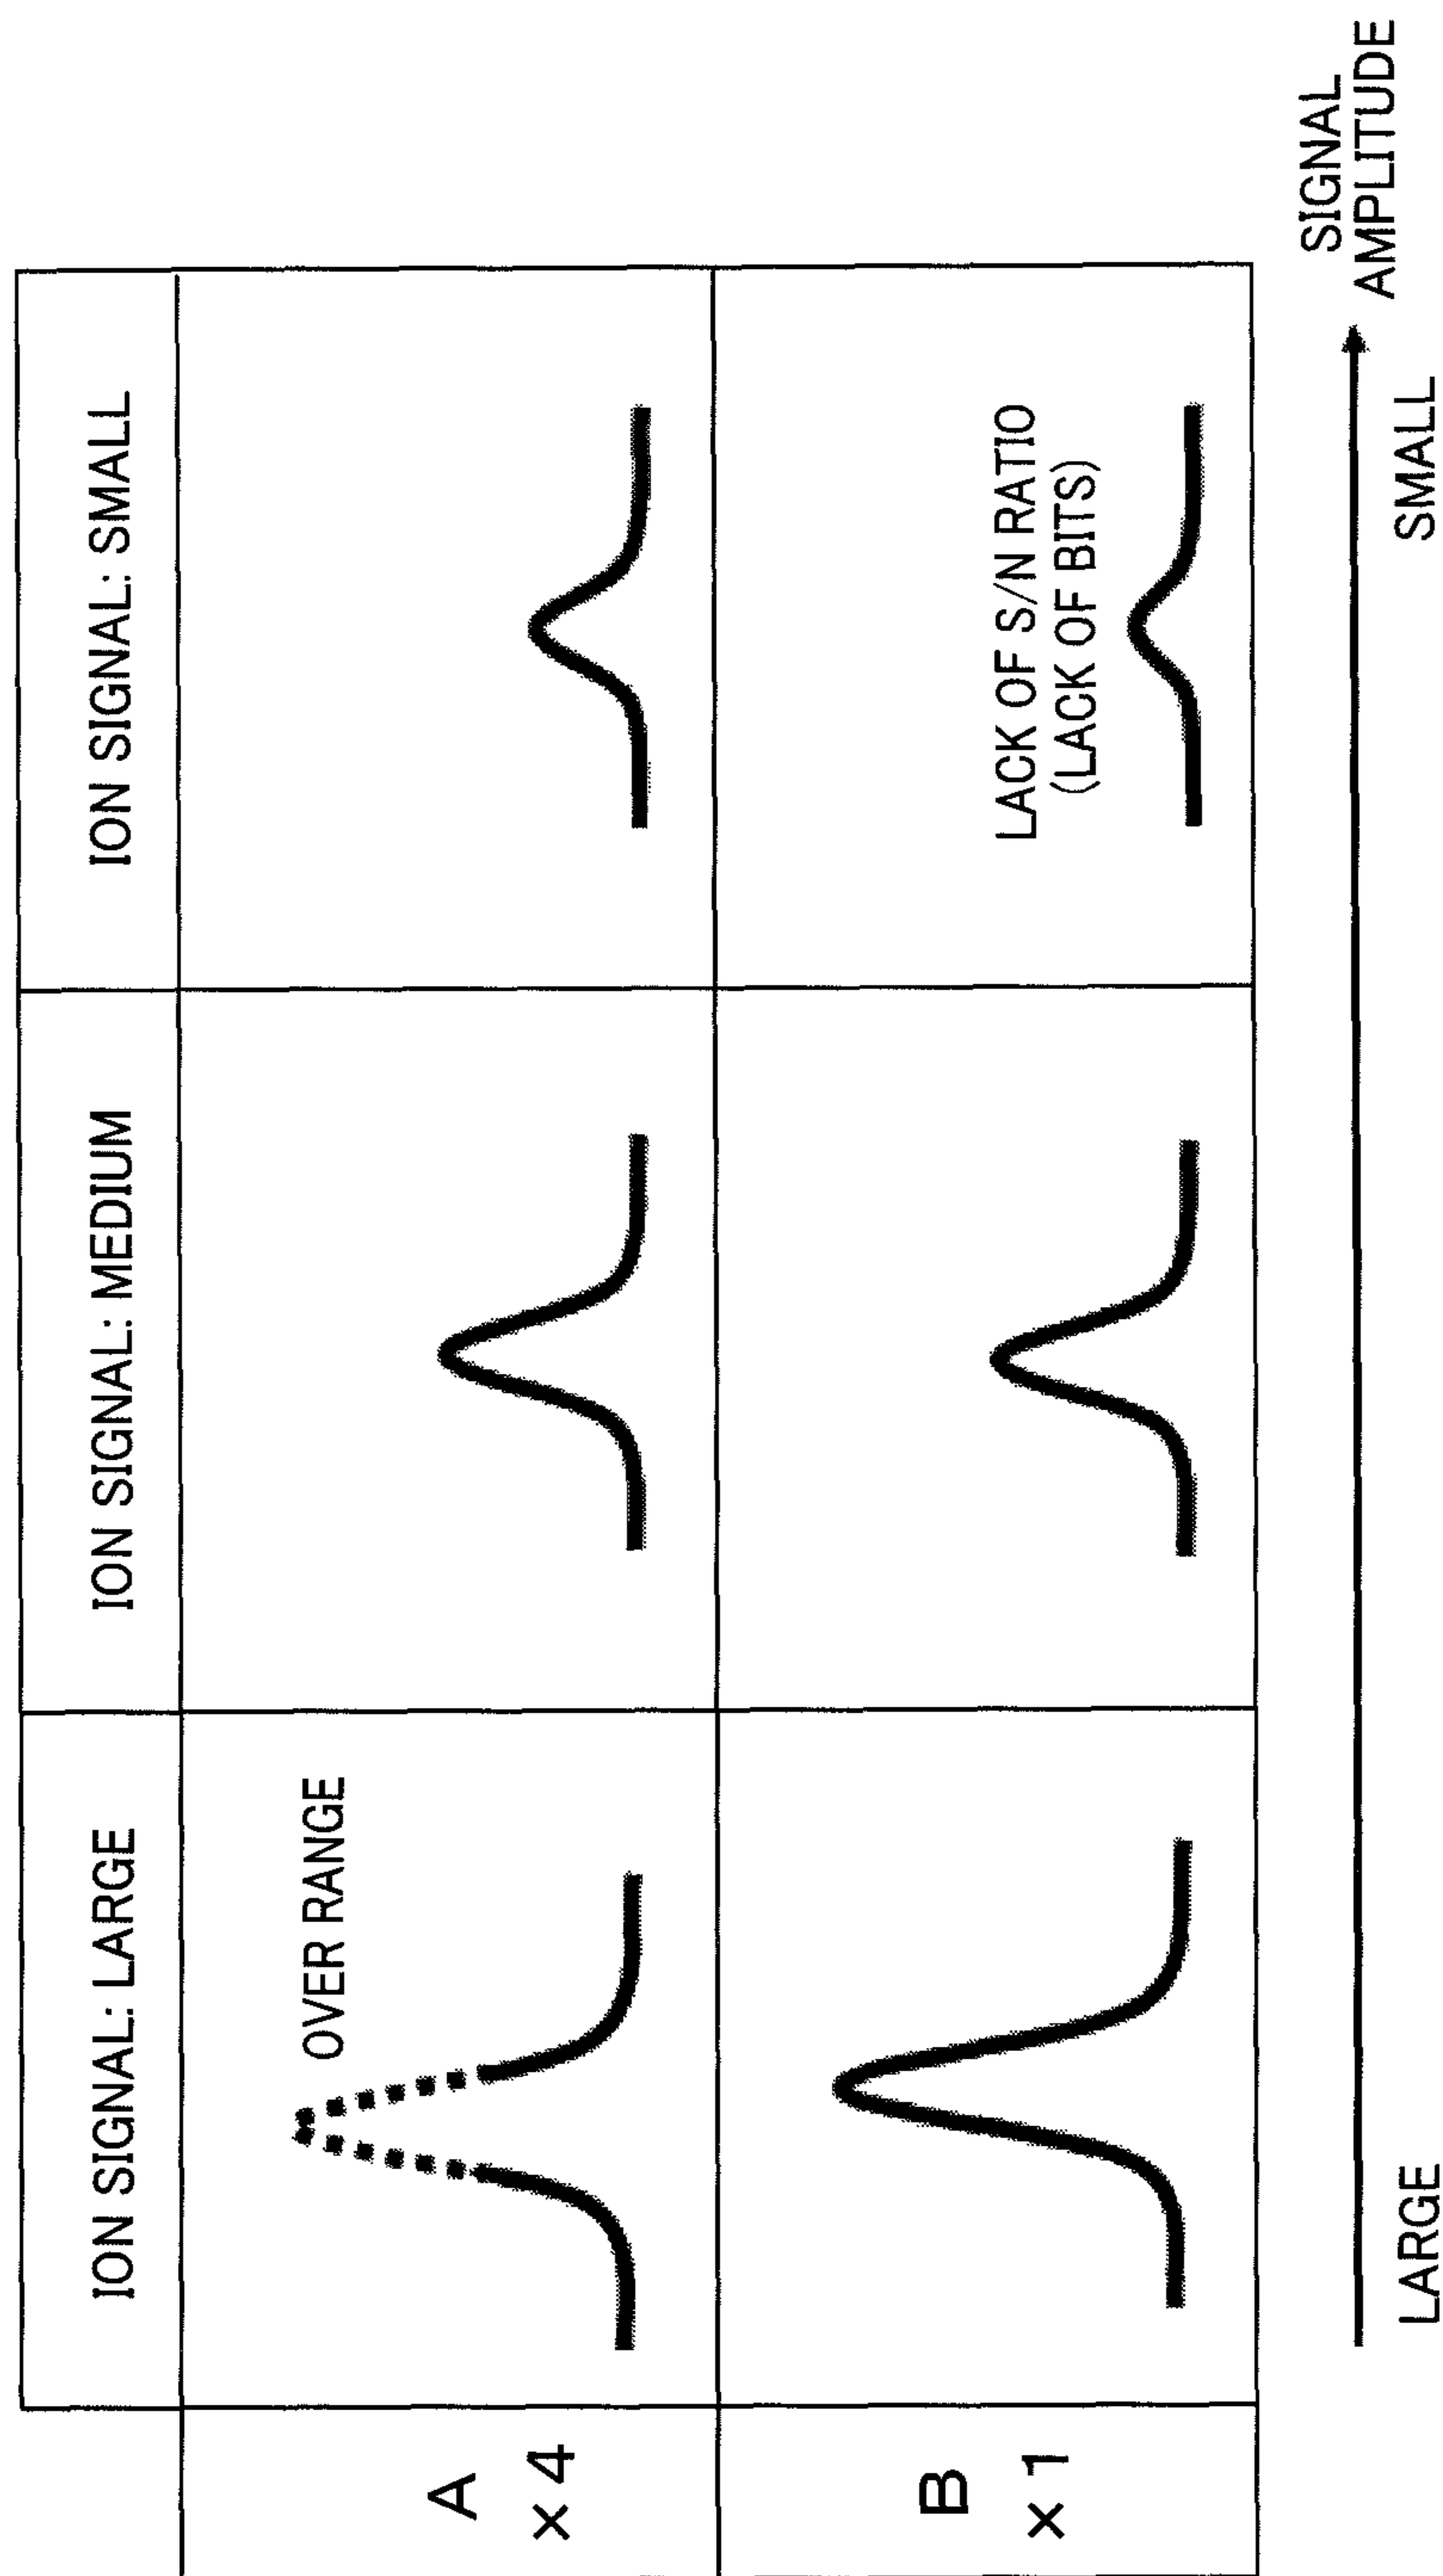 ION SIGNAL: LARGE
ION SIGNAL: MEDIUM
ION SIGNAL: SMALL
A
× 4
OVER RANGE
B
× 1
LACK OF S/N RATIO
(LACK OF BITS)
SIGNAL
AMPLITUDE
LARGE
SMALL